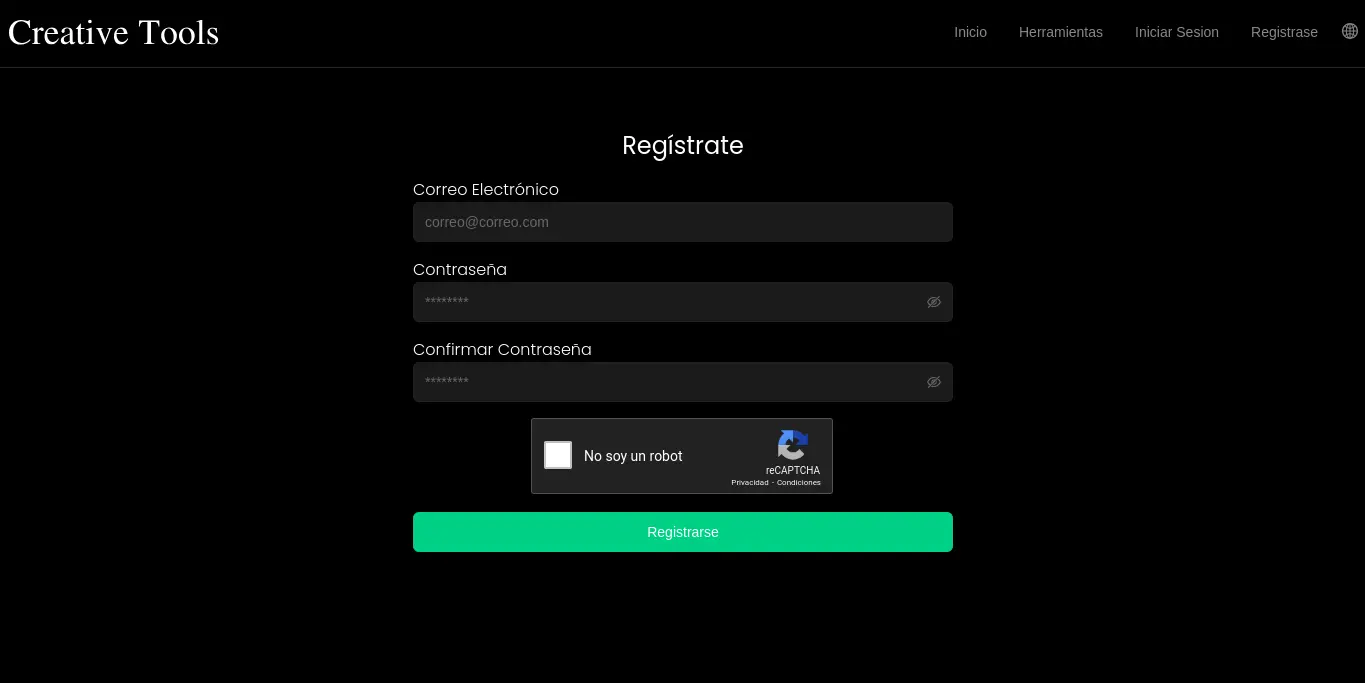 Creative Tools
Inicio Herramientas Iniciar Sesion Registrase
Regístrate
Correo Electrónico
correo@correo.com
Contraseña
********
Confirmar Contraseña
********
No soy un robot
reCAPTCHA
Privacidad - Condiciones
Registrarse